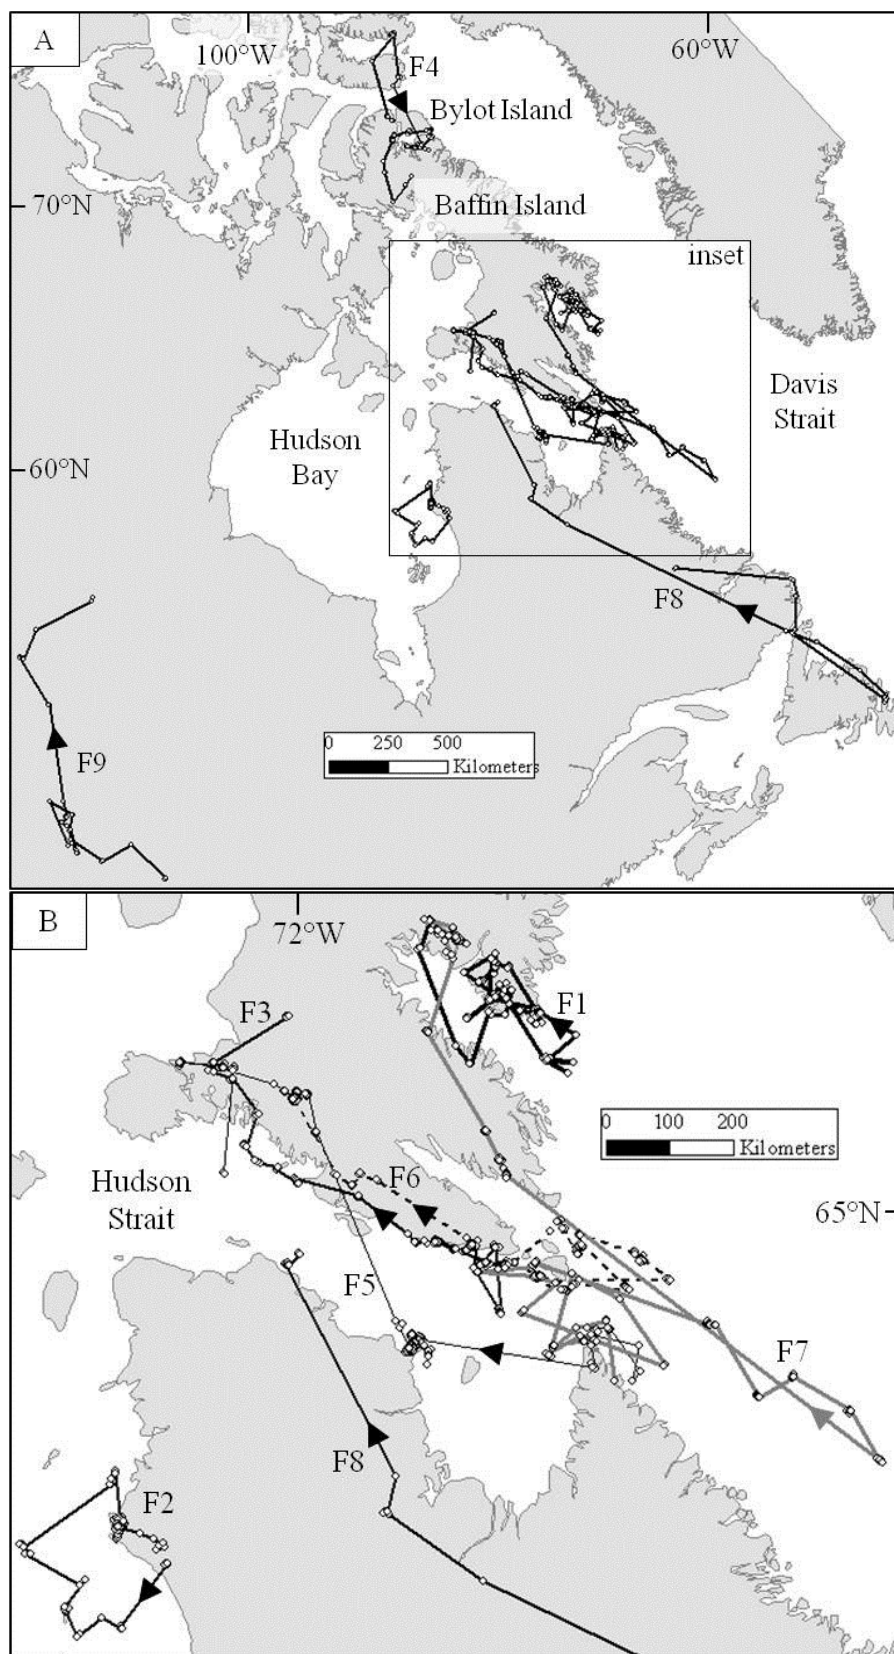 A
100°W
60°W
F4
Bylot Island
70°N
Baffin Island
inset
Davis
Strait
Hudson
Bay
60°N
F8
F9
0 250 500
Kilometers
B
72°W
F3
F1
0 100 200
Kilometers
F6
Hudson
Strait
65°N
F5
F7
F8
F2